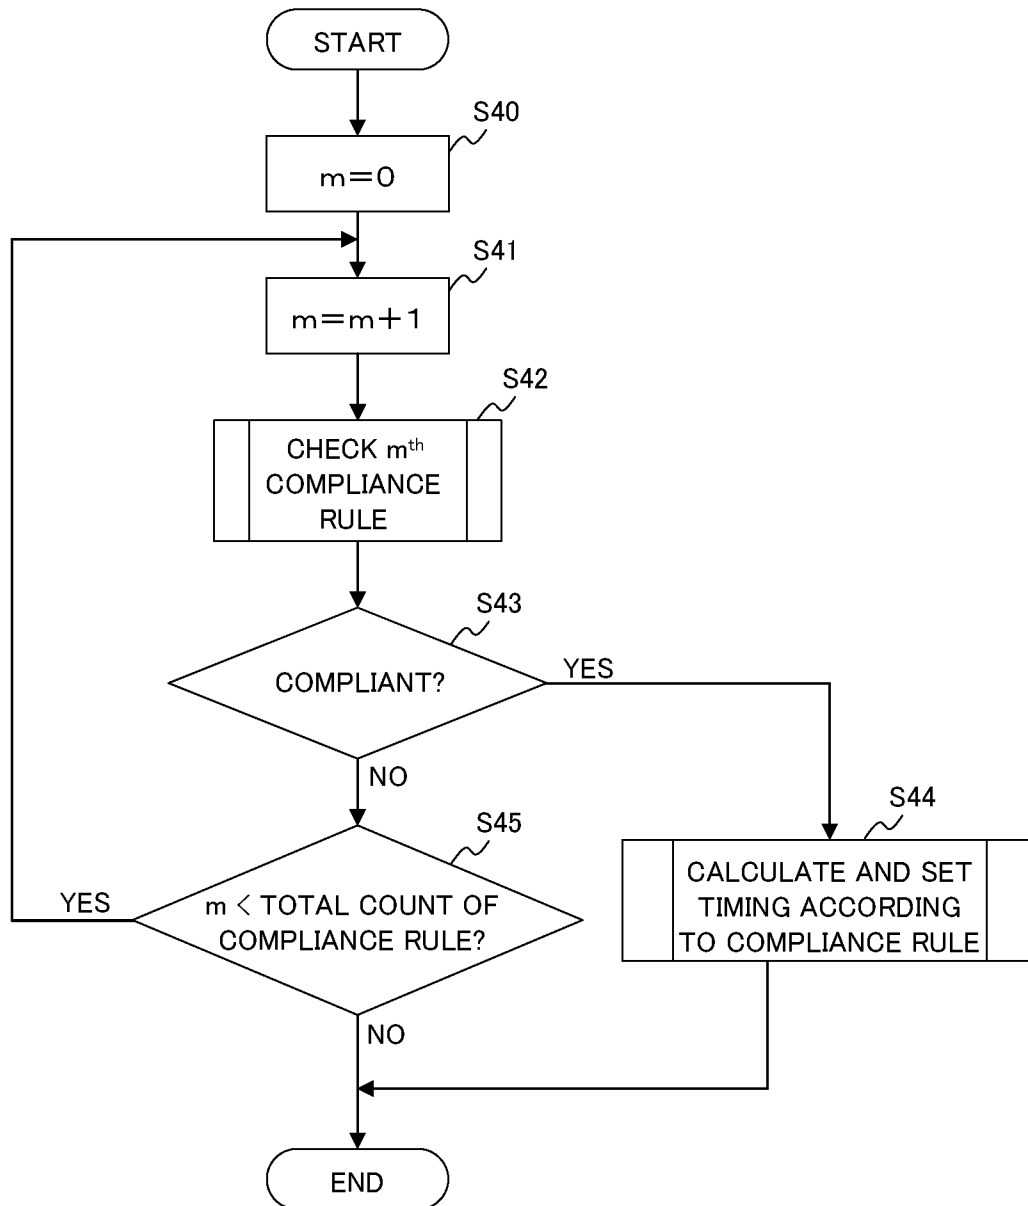 START
S40
m=0
S41
m=m+1
S42
CHECK mth
COMPLIANCE
RULE
S43
COMPLIANT?
YES
NO
S44
CALCULATE AND SET
TIMING ACCORDING
TO COMPLIANCE RULE
S45
YES
m < TOTAL COUNT OF
COMPLIANCE RULE?
NO
END